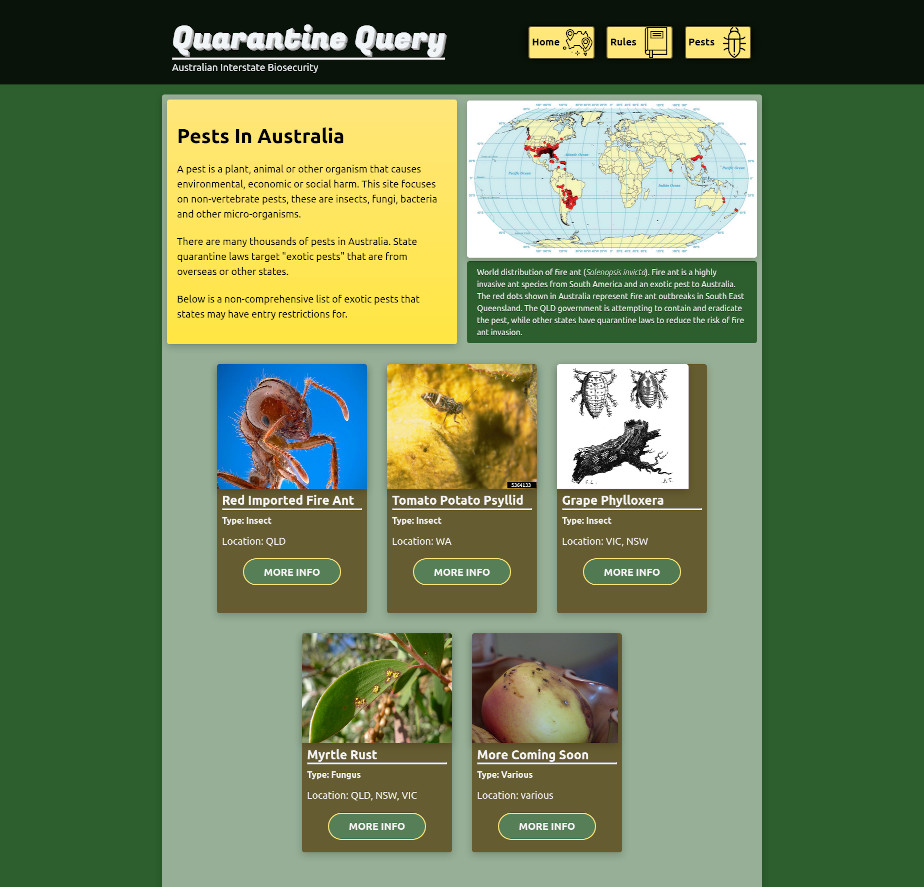 Quarantine Query
Australian Interstate Biosecurity
Home
Rules
Pests
Pests In Australia
A pest is a plant, animal or other organism that causes
environmental, economic or social harm. This site focuses
on non-vertebrate pests, these are insects, fungi, bacteria
and other micro-organisms.
There are many thousands of pests in Australia. State
quarantine laws target "exotic pests" that are from
overseas or other states.
Below is a non-comprehensive list of exotic pests that
states may have entry restrictions for.
World distribution of fire ant (Solenopsis invicta). Fire ant is a highly
invasive ant species from South America and an exotic pest to Australia.
The red dots shown in Australia represent fire ant outbreaks in South East
Queensland. The QLD government is attempting to contain and eradicate
the pest, while other states have quarantine laws to reduce the risk of fire
ant invasion.
5364133
Red Imported Fire Ant
Type: Insect
Location: QLD
MORE INFO
Tomato Potato Psyllid
Type: Insect
Location: WA
MORE INFO
Grape Phylloxera
Type: Insect
Location: VIC, NSW
MORE INFO
Myrtle Rust
Type: Fungus
Location: QLD, NSW, VIC
MORE INFO
More Coming Soon
Type: Various
Location: various
MORE INFO